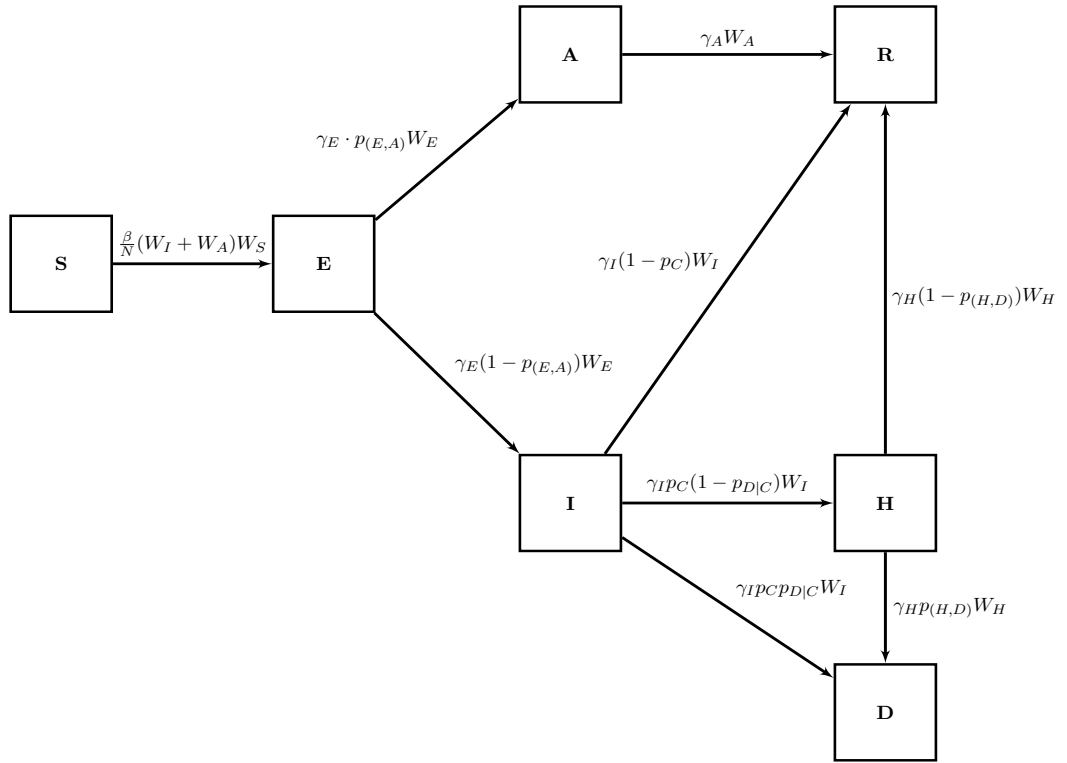 A
γ_A W_A
R
γ_E · p_(E,A) W_E
S
β/N (W_I + W_A)W_S
E
γ_I(1 − p_C)W_I
γ_H(1 − p_(H,D))W_H
γ_E(1 − p_(E,A))W_E
I
γ_I p_C(1 − p_D|C)W_I
H
γ_I p_C p_D|C W_I
γ_H p_(H,D) W_H
D